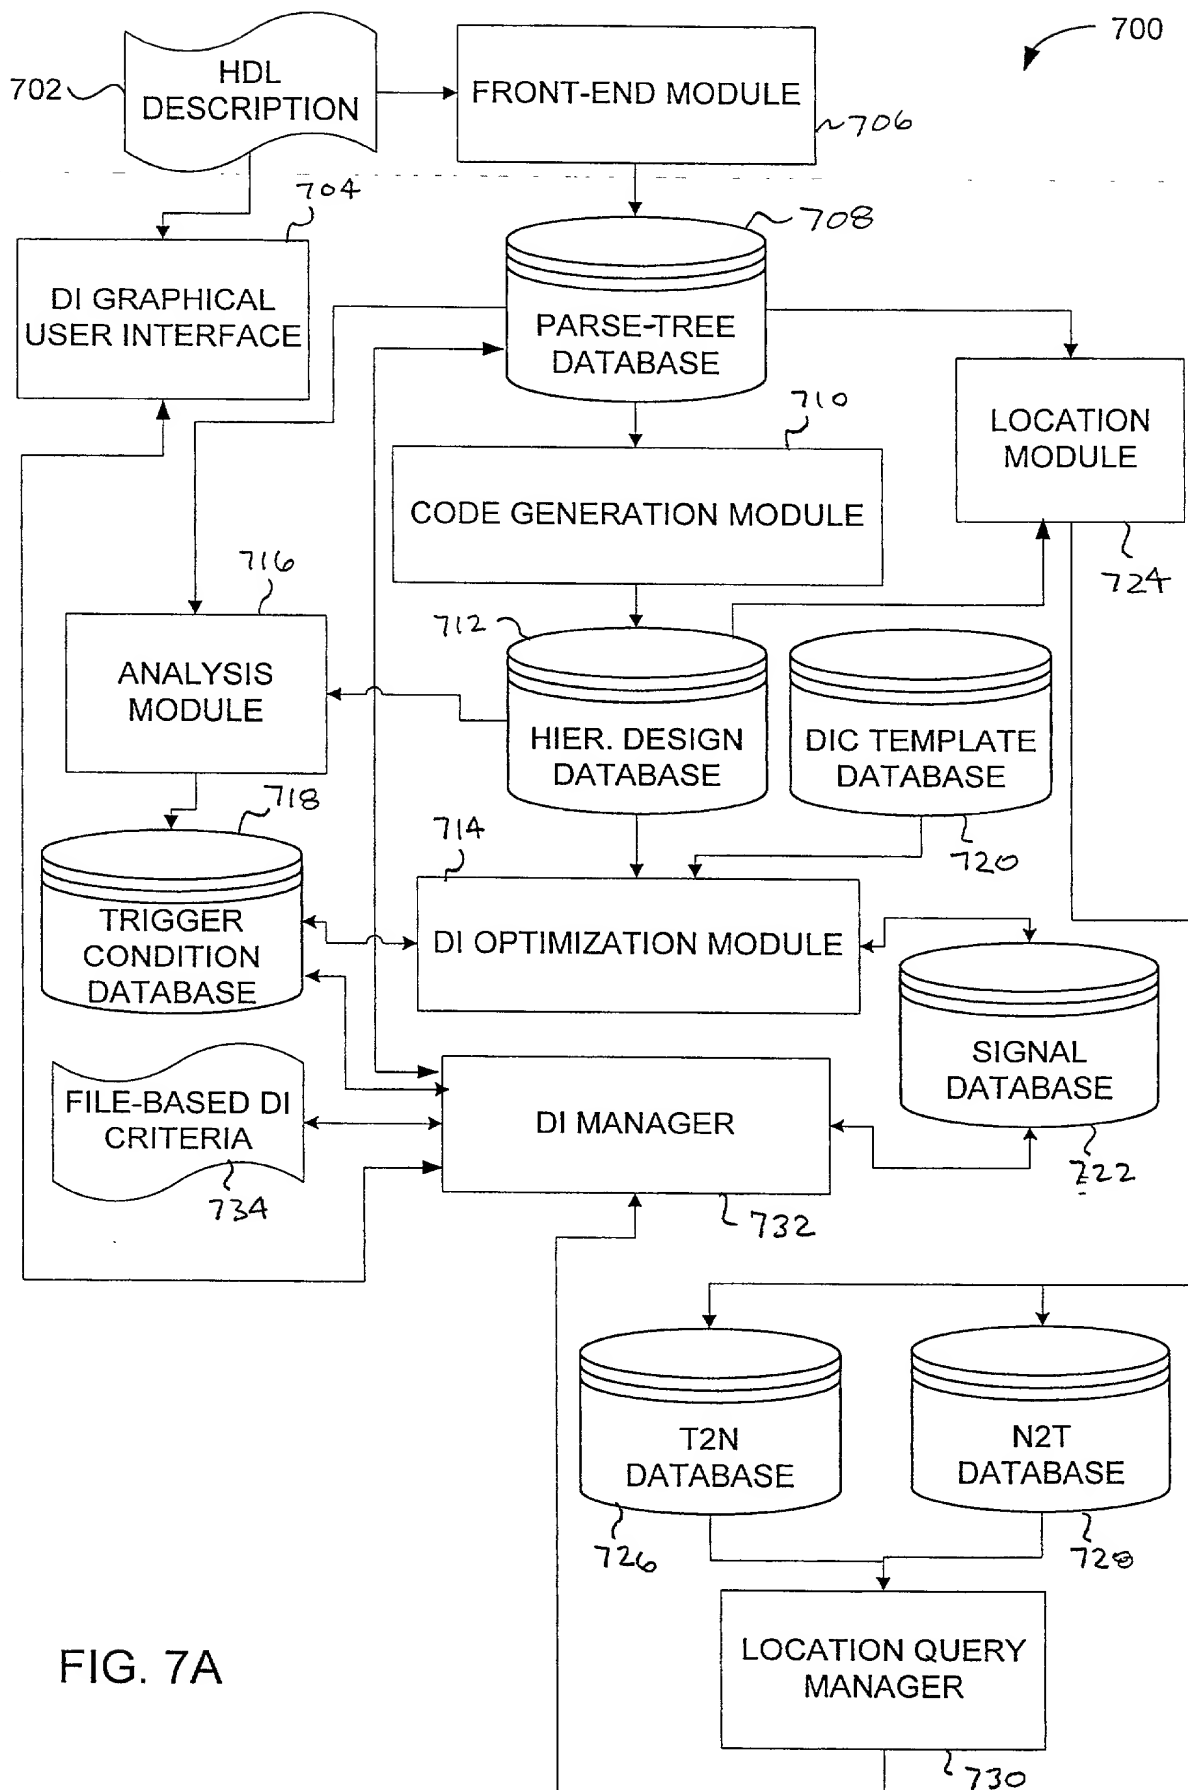 700
HDL
DESCRIPTION
702
FRONT-END MODULE
706
704
DI GRAPHICAL
USER INTERFACE
708
PARSE-TREE
DATABASE
LOCATION
MODULE
724
710
CODE GENERATION MODULE
716
ANALYSIS
MODULE
712
HIER. DESIGN
DATABASE
DIC TEMPLATE
DATABASE
720
718
TRIGGER
CONDITION
DATABASE
714
DI OPTIMIZATION MODULE
SIGNAL
DATABASE
722
FILE-BASED DI
CRITERIA
734
DI MANAGER
732
T2N
DATABASE
726
N2T
DATABASE
728
LOCATION QUERY
MANAGER
730
FIG. 7A